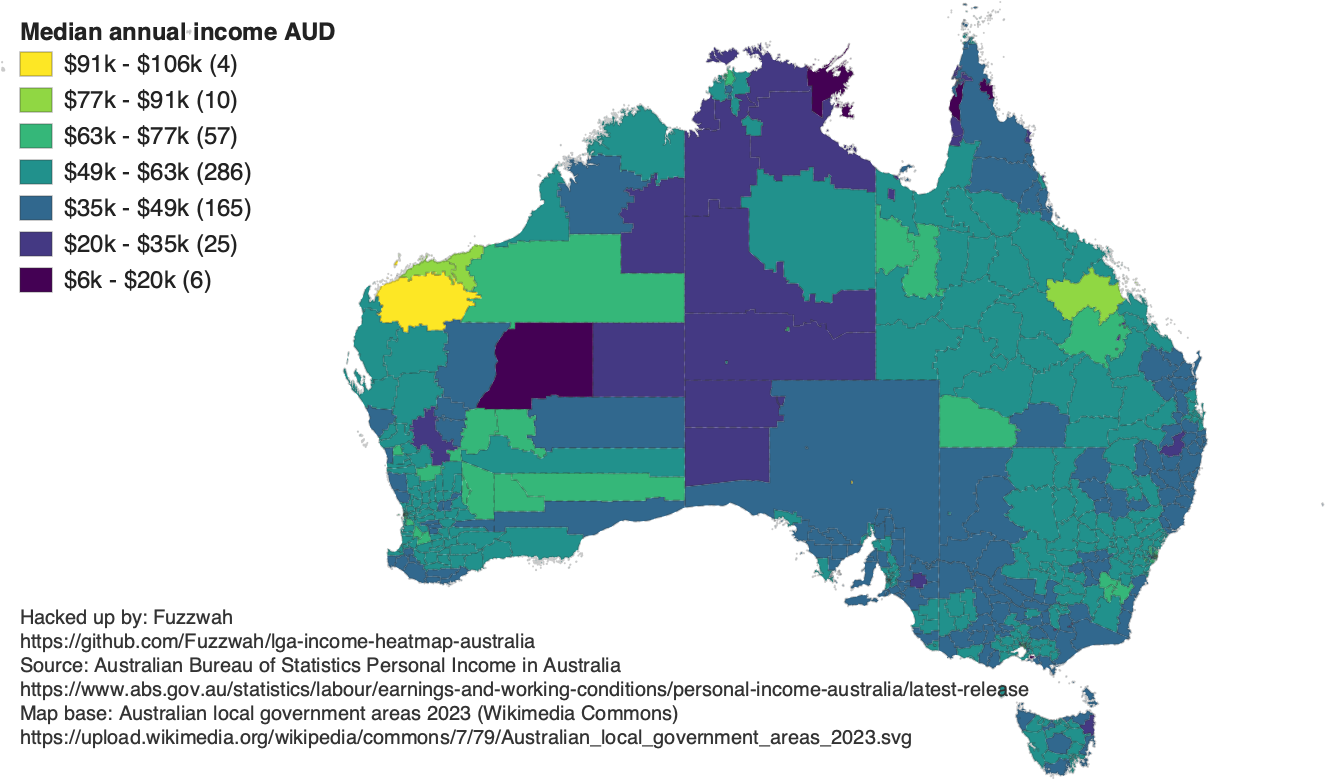 Median annual income AUD
$91k - $106k (4)
$77k - $91k (10)
$63k - $77k (57)
$49k - $63k (286)
$35k - $49k (165)
$20k - $35k (25)
$6k - $20k (6)
Hacked up by: Fuzzwah
https://github.com/Fuzzwah/lga-income-heatmap-australia
Source: Australian Bureau of Statistics Personal Income in Australia
https://www.abs.gov.au/statistics/labour/earnings-and-working-conditions/personal-income-australia/latest-release
Map base: Australian local government areas 2023 (Wikimedia Commons)
https://upload.wikimedia.org/wikipedia/commons/7/79/Australian_local_government_areas_2023.svg